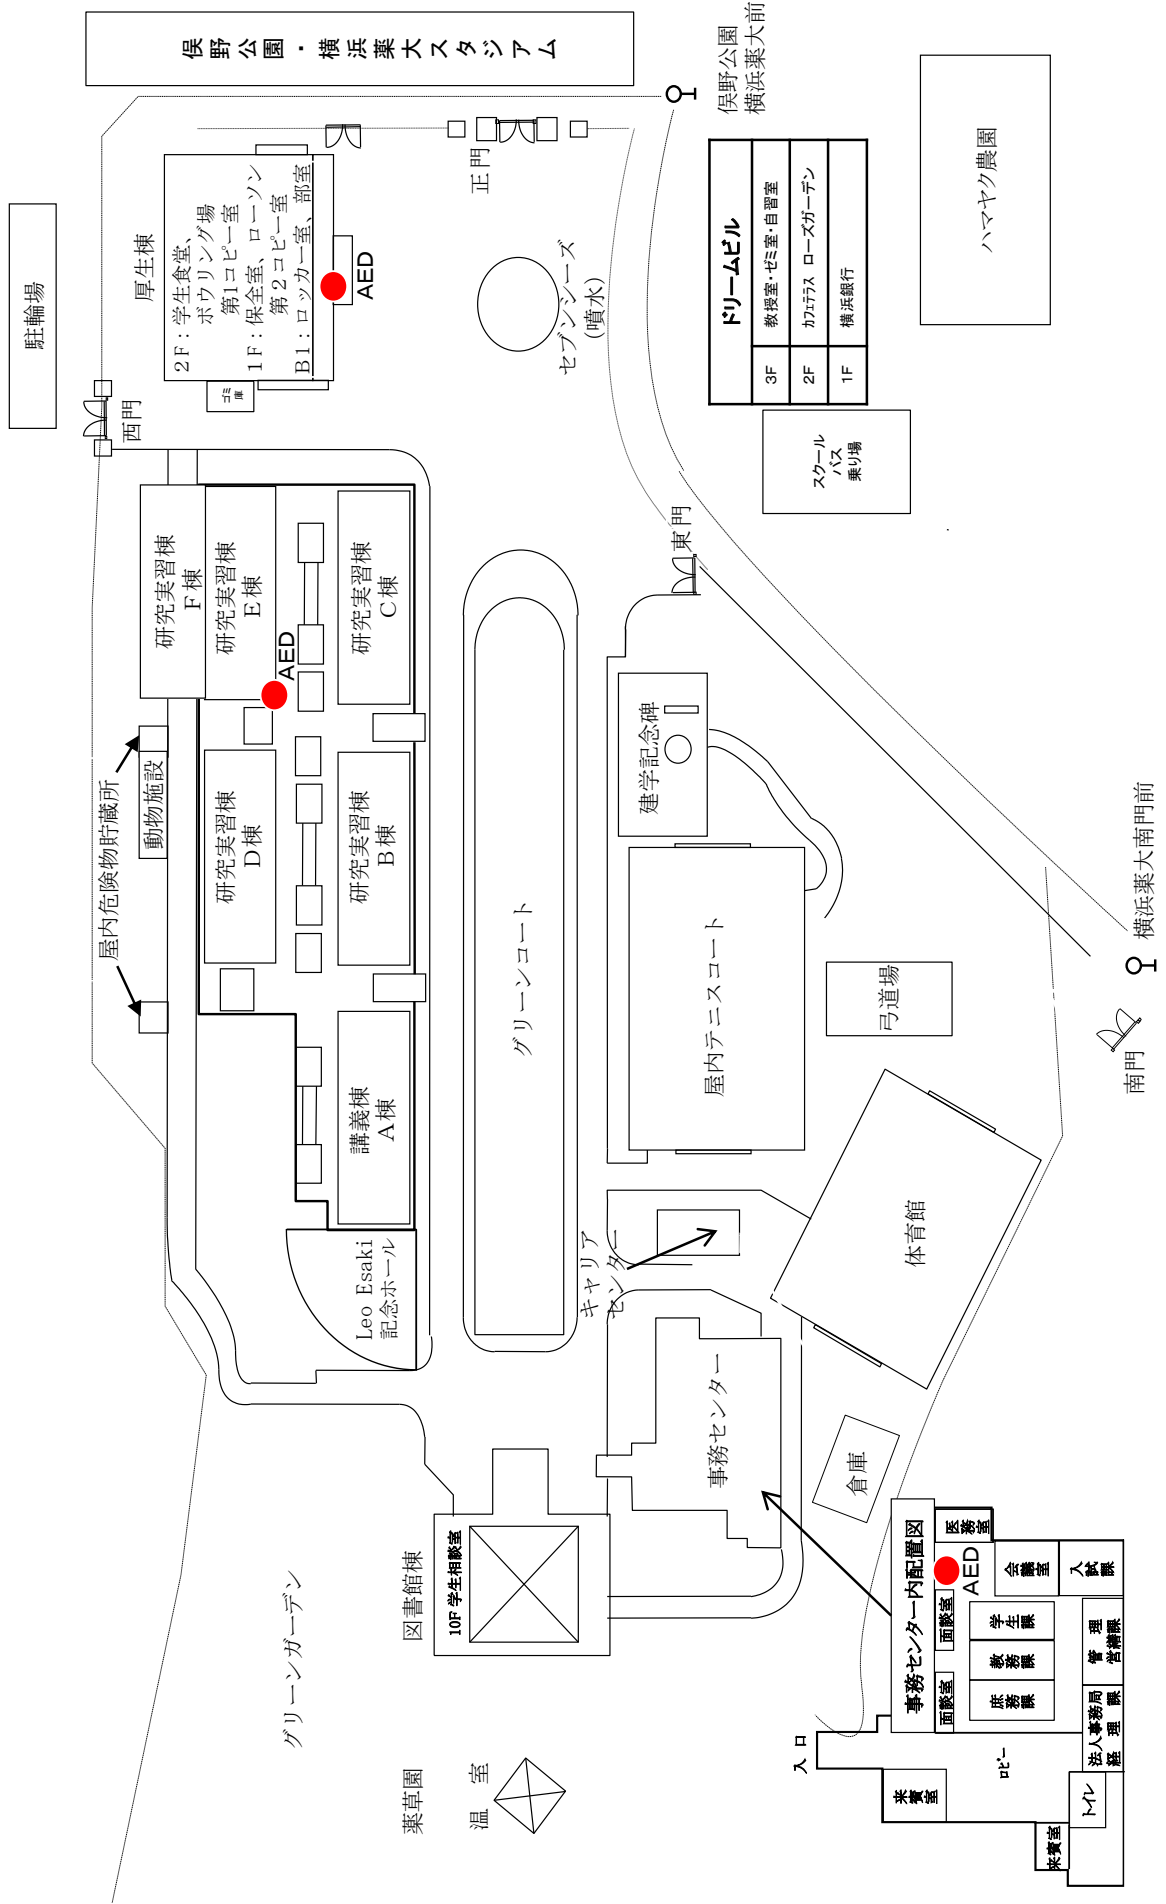 俣野公園・横浜薬大スタジアム
俣野公園
横浜薬大前
駐輪場
厚生棟
2F：学生食堂、
ボウリング場
第1コピー室
1F：保全室、ローソン
第２コピー室
B1：ロッカー室、部室
ゴミ庫
AED
正門
西門
セブンシーズ
(噴水)
ドリームビル
3F
教授室・ゼミ室・自習室
2F
カフェテラス ローズガーデン
1F
横浜銀行
ハマヤク農園
スクール
バス
乗り場
東門
研究実習棟
F棟
研究実習棟
E棟
AED
研究実習棟
C棟
屋内危険物貯蔵所
動物施設
研究実習棟
D棟
研究実習棟
B棟
講義棟
A棟
Leo Esaki
記念ホール
グリーンコート
建学記念碑
屋内テニスコート
弓道場
横浜薬大南門前
南門
体育館
キャリア
センター
事務センター
倉庫
図書館棟
10F 学生相談室
グリーンガーデン
薬草園
温室
事務センター内配置図
医務室
AED
会議室
入試課
面談室
面談室
学生課
教務課
庶務課
管理
営繕課
法人事務局
経理課
入口
ロビー
来賓室
来賓室
トイレ